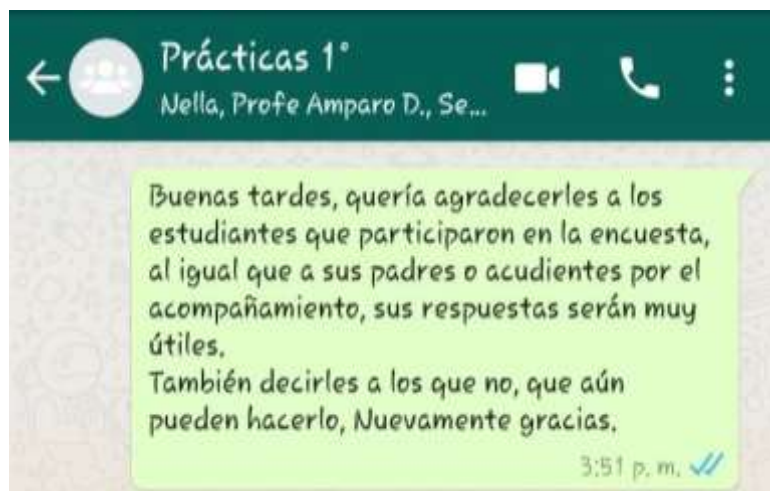 Prácticas 1°
Nella, Profe Amparo D., Se...
Buenas tardes, quería agradecerles a los
estudiantes que participaron en la encuesta,
al igual que a sus padres o acudientes por el
acompañamiento, sus respuestas serán muy
útiles.
También decirles a los que no, que aún
pueden hacerlo, Nuevamente gracias.
3:51 p. m.